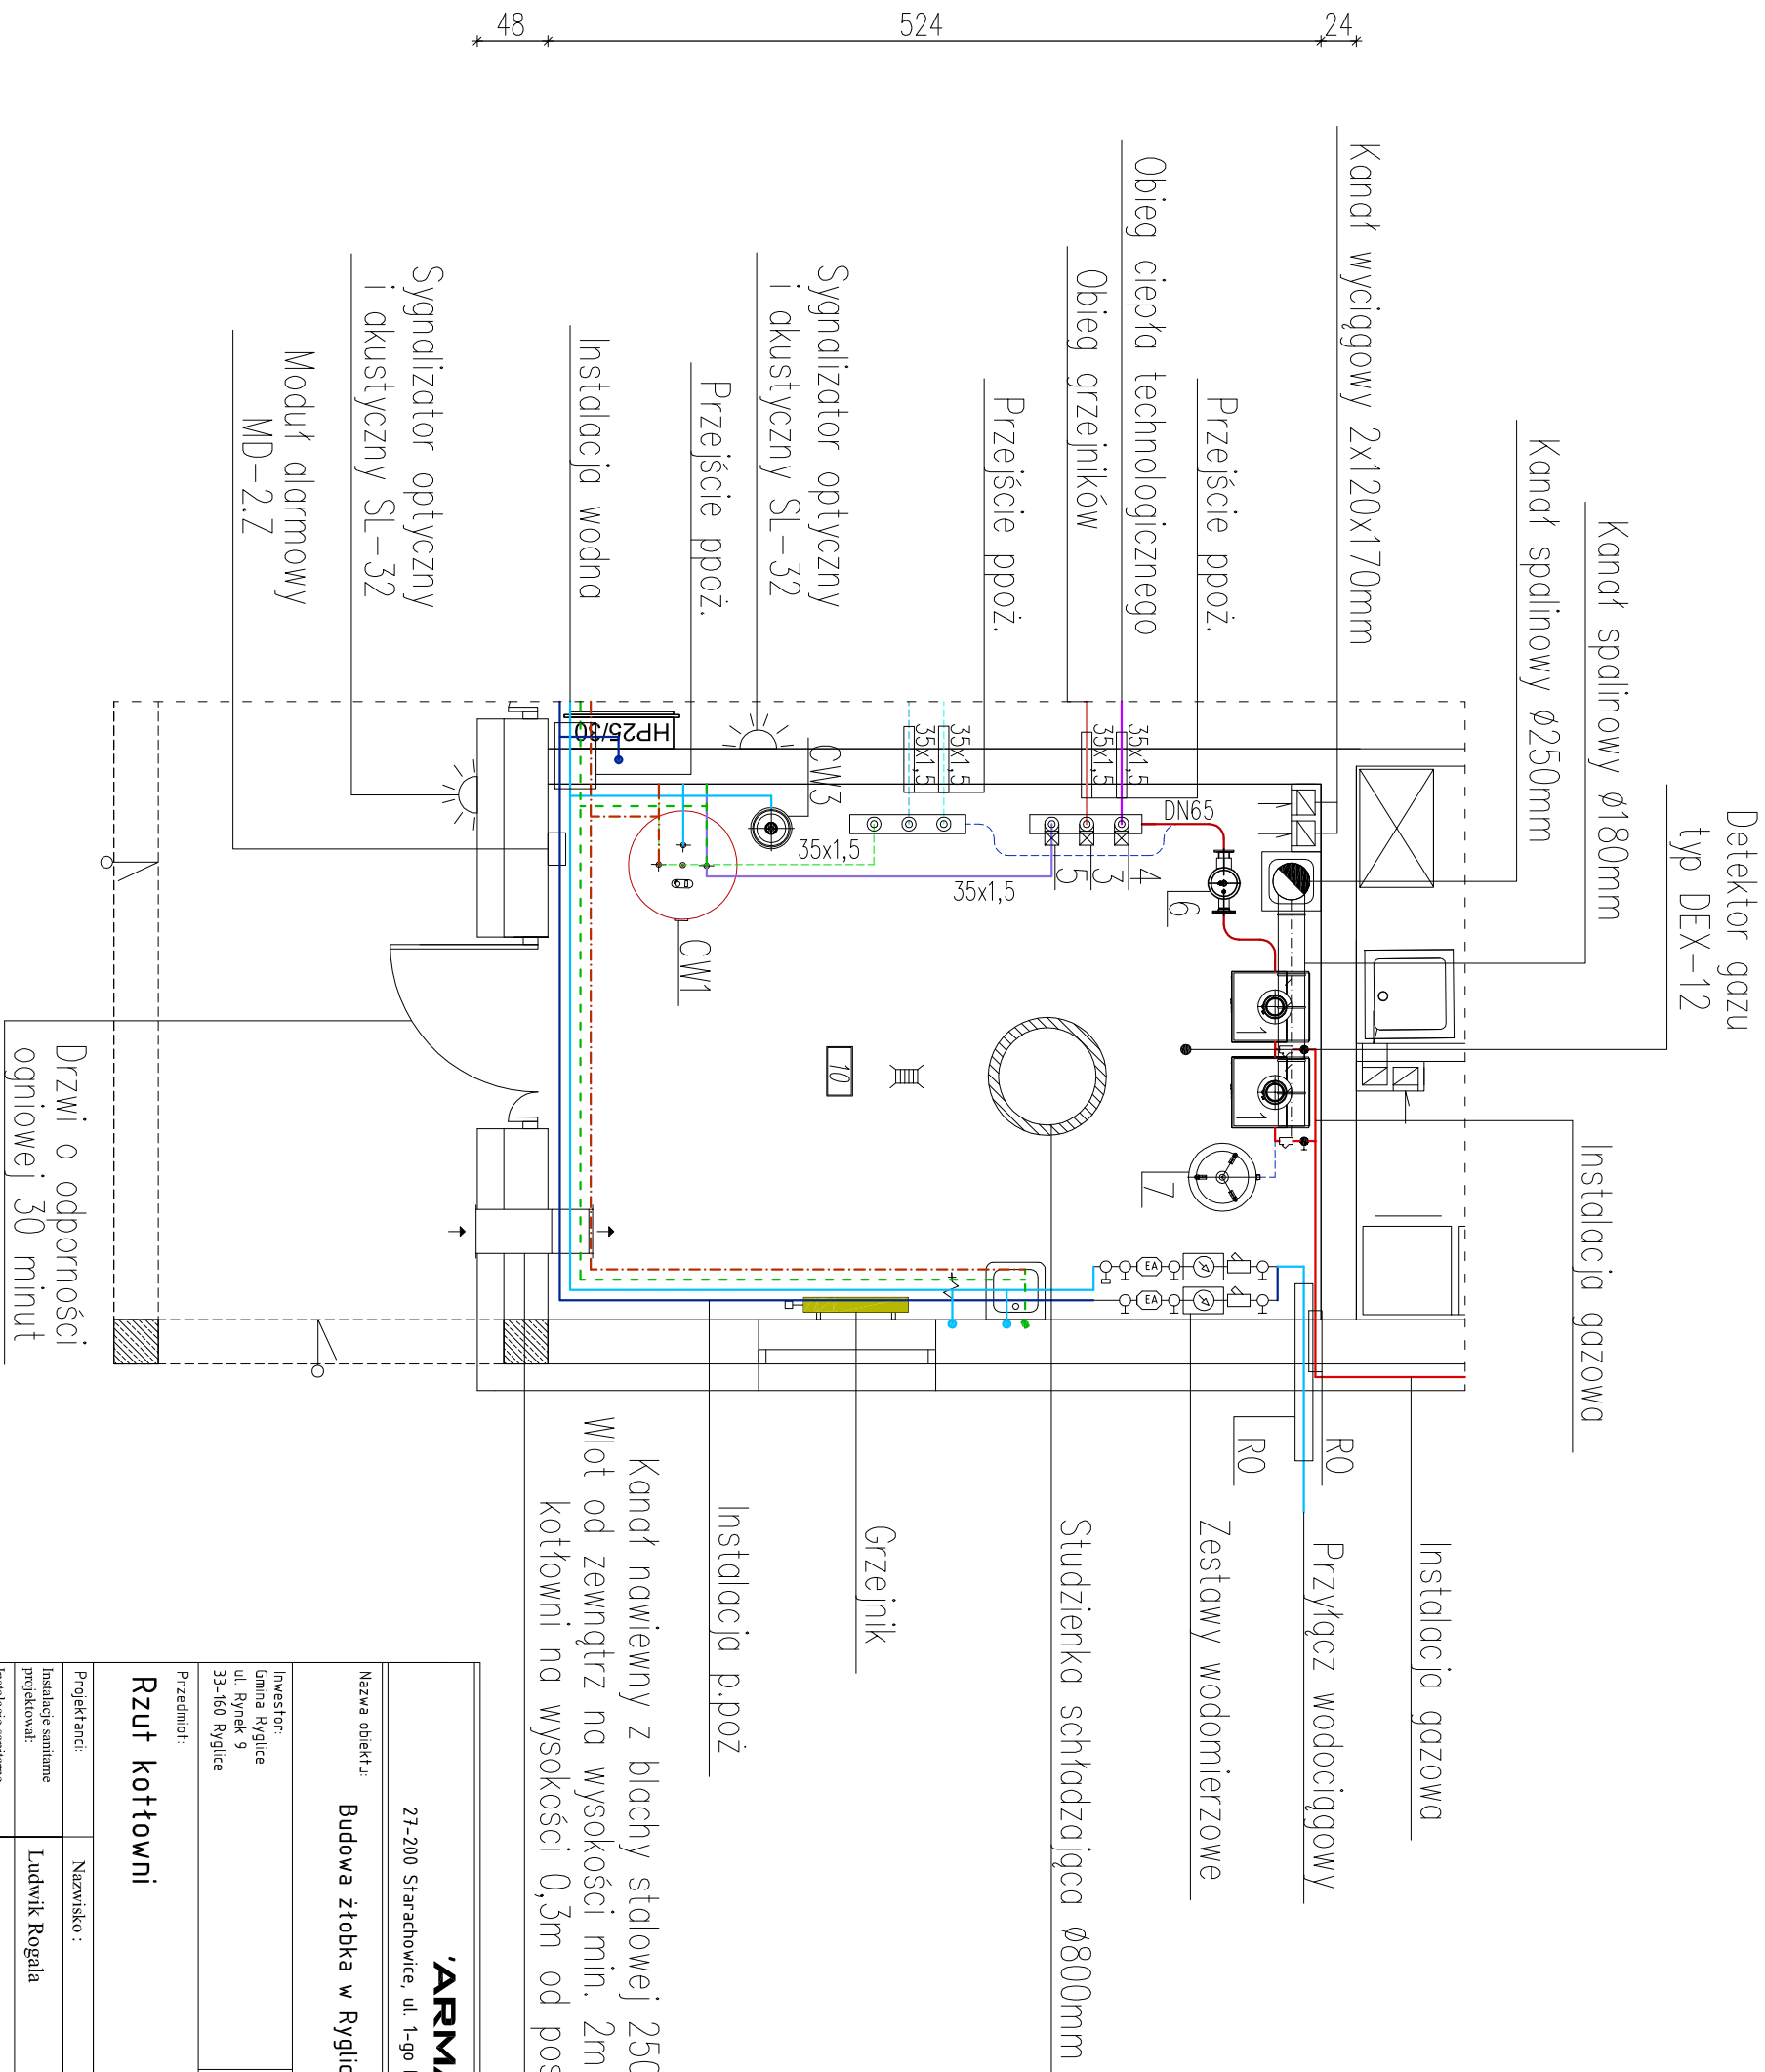 48
524
24
Detektor gazu
typ DEX-12
Kanał spalinowy Ø180mm
Kanał spalinowy Ø250mm
Kanał wyciągowy 2x120x170mm
Przejście ppoż.
Obieg ciepła technologicznego
Obieg grzejników
Przejście ppoż.
Sygnalizator optyczny
i akustyczny SL-32
Przejście ppoż.
Instalacja wodna
Sygnalizator optyczny
i akustyczny SL-32
Moduł alarmowy
MD-2.Z
HP25/30
CW3
35x1,5
35x1,5
35x1,5
35x1,5
DN65
35x1,5
35x1,5
5
3
4
6
CW1
1
1
10
7
EA
EA
Instalacja gazowa
RO
RO
Drzwi o odporności
ogniowej 30 minut
Instalacja gazowa
Przyłącz wodociągowy
Zestawy wodomierzowe
Studzienka schładzająca Ø800mm
Grzejnik
Instalacja p.poż
Kanał nawiewny z blachy stalowej
Wlot od zewnątrz na wysokości min. 2m
kotłowni na wysokości 0,3m od
'ARM
27-200 Starachowice, ul. 1-go
Nazwa obiektu:
Budowa żłobka w
Inwestor:
Gmina Ryglice
ul. Rynek 9
33-160 Ryglice
Przedmiot:
Rzut kotłowni
Projektanci:
Nazwisko :
Instalacje sanitarne
projektował:
Ludwik Rogala